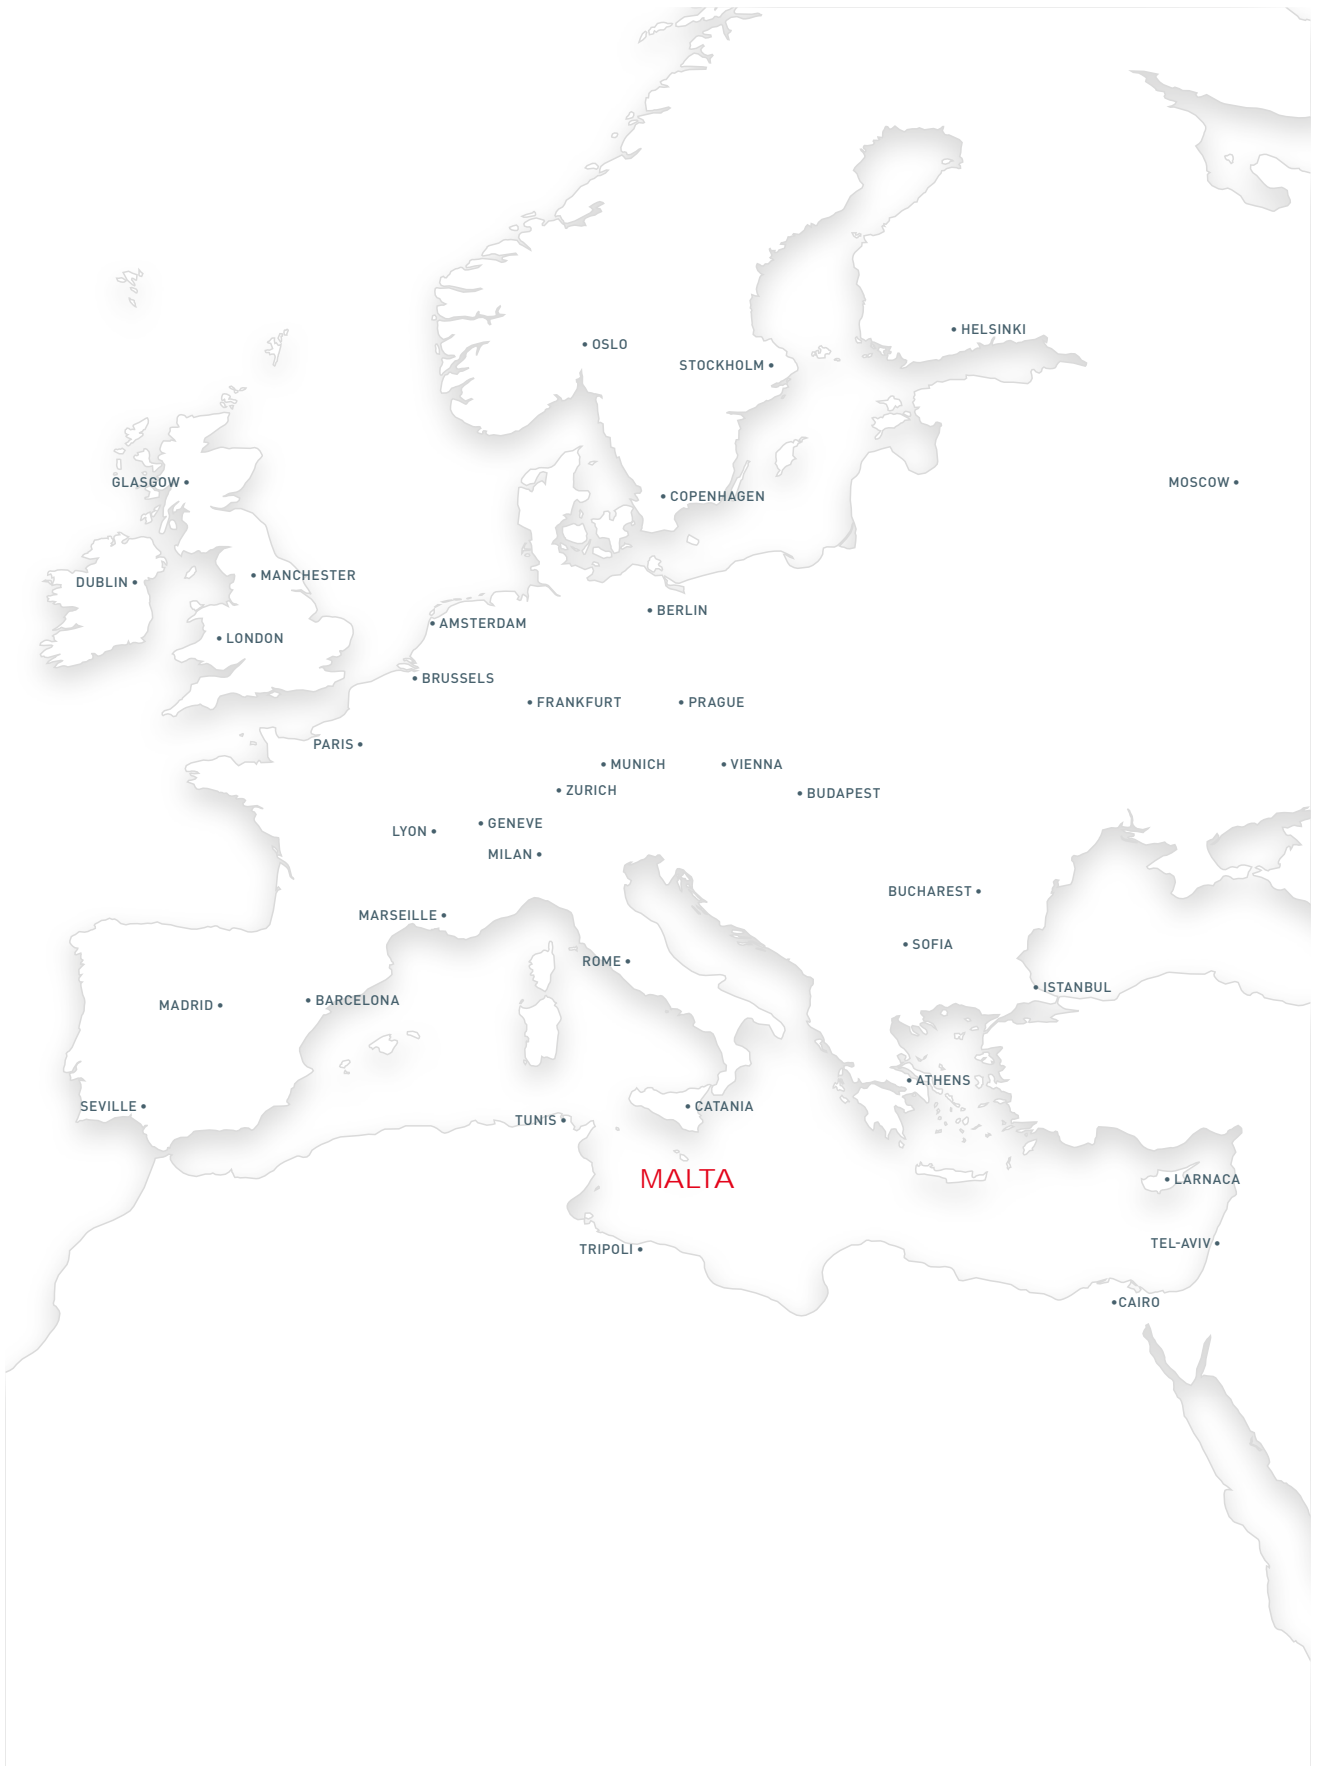 HELSINKI
OSLO
STOCKHOLM
GLASGOW
MOSCOW
COPENHAGEN
MANCHESTER
DUBLIN
BERLIN
AMSTERDAM
LONDON
BRUSSELS
FRANKFURT
PRAGUE
PARIS
MUNICH
VIENNA
ZURICH
BUDAPEST
GENEVE
LYON
MILAN
BUCHAREST
MARSEILLE
SOFIA
ROME
ISTANBUL
BARCELONA
MADRID
ATHENS
SEVILLE
CATANIA
TUNIS
MALTA
LARNACA
TEL-AVIV
TRIPOLI
CAIRO